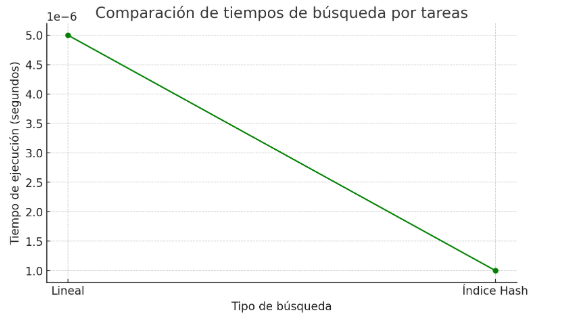 Comparación de tiempos de búsqueda por tareas
1e−6
5.0
4.5
4.0
3.5
3.0
2.5
2.0
1.5
1.0
Tiempo de ejecución (segundos)
Lineal Índice Hash
Tipo de búsqueda